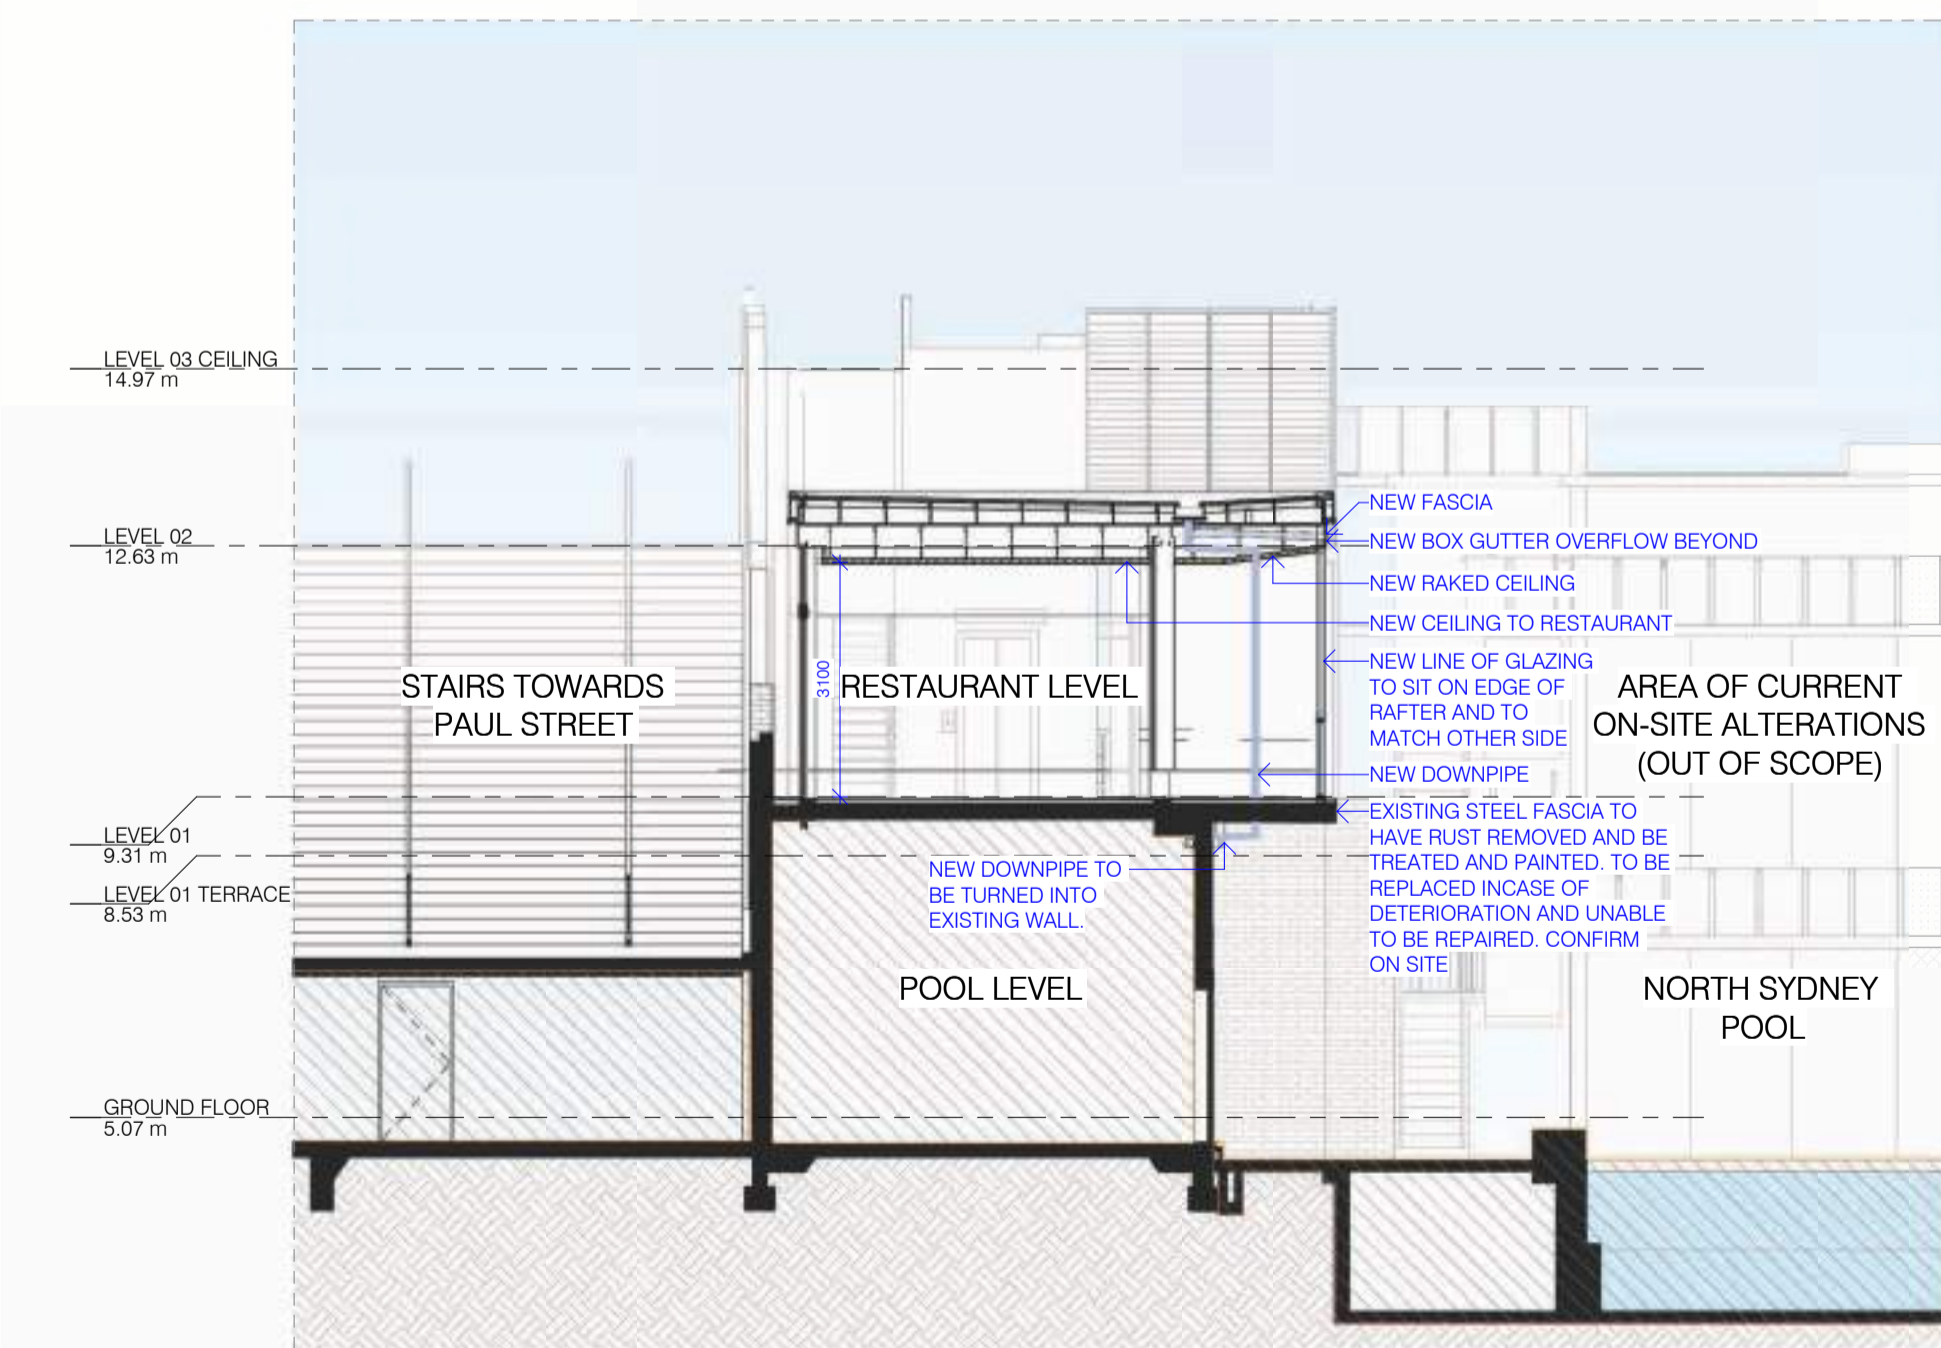 LEVEL 03 CEILING
14.97 m
LEVEL 02
12.63 m
LEVEL 01
9.31 m
LEVEL 01 TERRACE
8.53 m
GROUND FLOOR
5.07 m
STAIRS TOWARDS
PAUL STREET
3100
RESTAURANT LEVEL
NEW DOWNPIPE TO
BE TURNED INTO
EXISTING WALL.
POOL LEVEL
NEW FASCIA
NEW BOX GUTTER OVERFLOW BEYOND
NEW RAKED CEILING
NEW CEILING TO RESTAURANT
NEW LINE OF GLAZING
TO SIT ON EDGE OF
RAFTER AND TO
MATCH OTHER SIDE
NEW DOWNPIPE
EXISTING STEEL FASCIA TO
HAVE RUST REMOVED AND BE
TREATED AND PAINTED. TO BE
REPLACED INCASE OF
DETERIORATION AND UNABLE
TO BE REPAIRED. CONFIRM
ON SITE
AREA OF CURRENT
ON-SITE ALTERATIONS
(OUT OF SCOPE)
NORTH SYDNEY
POOL